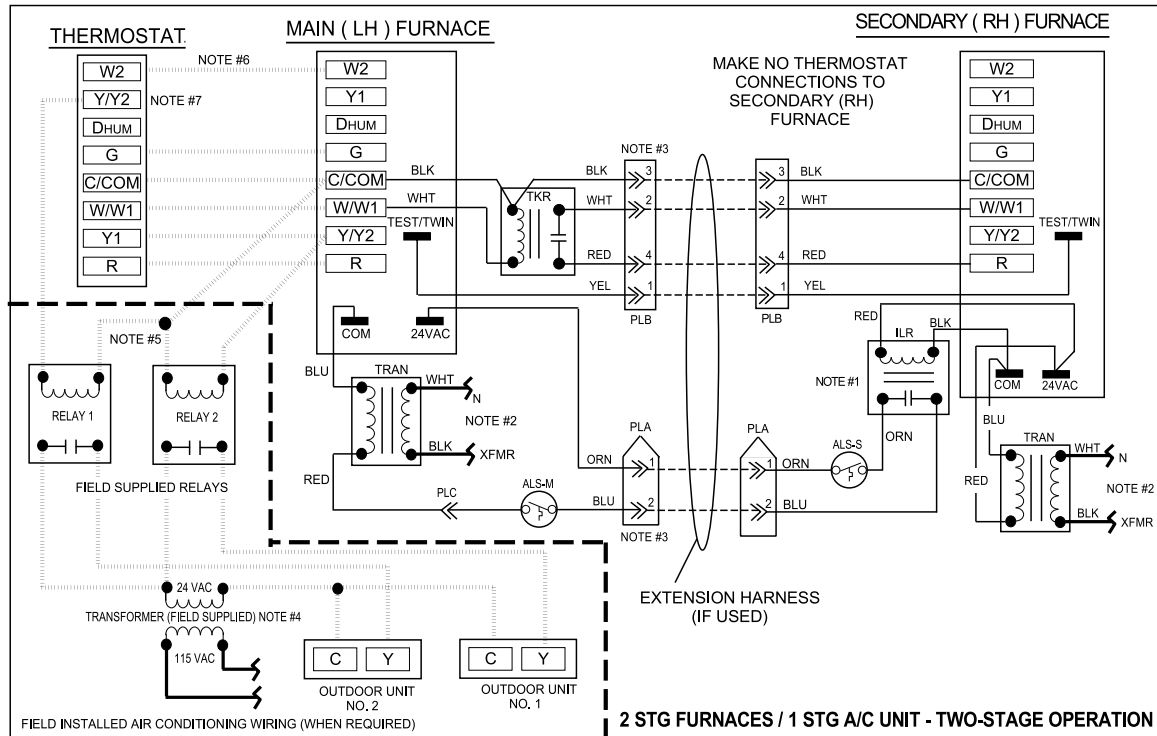 THERMOSTAT.
MAIN ( LH ) FURNACE
SECONDARY ( RH ) FURNACE
W2
Y/Y2
DHUM
G
C/COM
W/W1
Y1
R
NOTE #6
NOTE #7
W2
Y1
DHUM
G
C/COM
W/W1
Y/Y2
R
TEST/TWIN
COM
24VAC
BLK
WHT
TKR
BLK
WHT
RED
YEL
NOTE #3
3
2
4
1
PLB
MAKE NO THERMOSTAT
CONNECTIONS TO
SECONDARY (RH)
FURNACE
3
2
4
1
PLB
BLK
WHT
RED
YEL
W2
Y1
DHUM
G
C/COM
W/W1
Y/Y2
R
TEST/TWIN
COM
24VAC
RED
ILR
BLK
NOTE #1
ORN
BLU
RED
TRAN
WHT
N
NOTE #2
BLK
XFMR
NOTE #5
RELAY 1
RELAY 2
FIELD SUPPLIED RELAYS
BLU
TRAN
WHT
N
NOTE #2
BLK
XFMR
RED
PLC
ALS-M
ORN
BLU
PLA
1
2
NOTE #3
PLA
1
2
ORN
BLU
ALS-S
EXTENSION HARNESS
(IF USED)
24 VAC
TRANSFORMER (FIELD SUPPLIED) NOTE #4
115 VAC
C
Y
OUTDOOR UNIT
NO. 2
C
Y
OUTDOOR UNIT
NO. 1
FIELD INSTALLED AIR CONDITIONING WIRING (WHEN REQUIRED)
2 STG FURNACES / 1 STG A/C UNIT - TWO-STAGE OPERATION